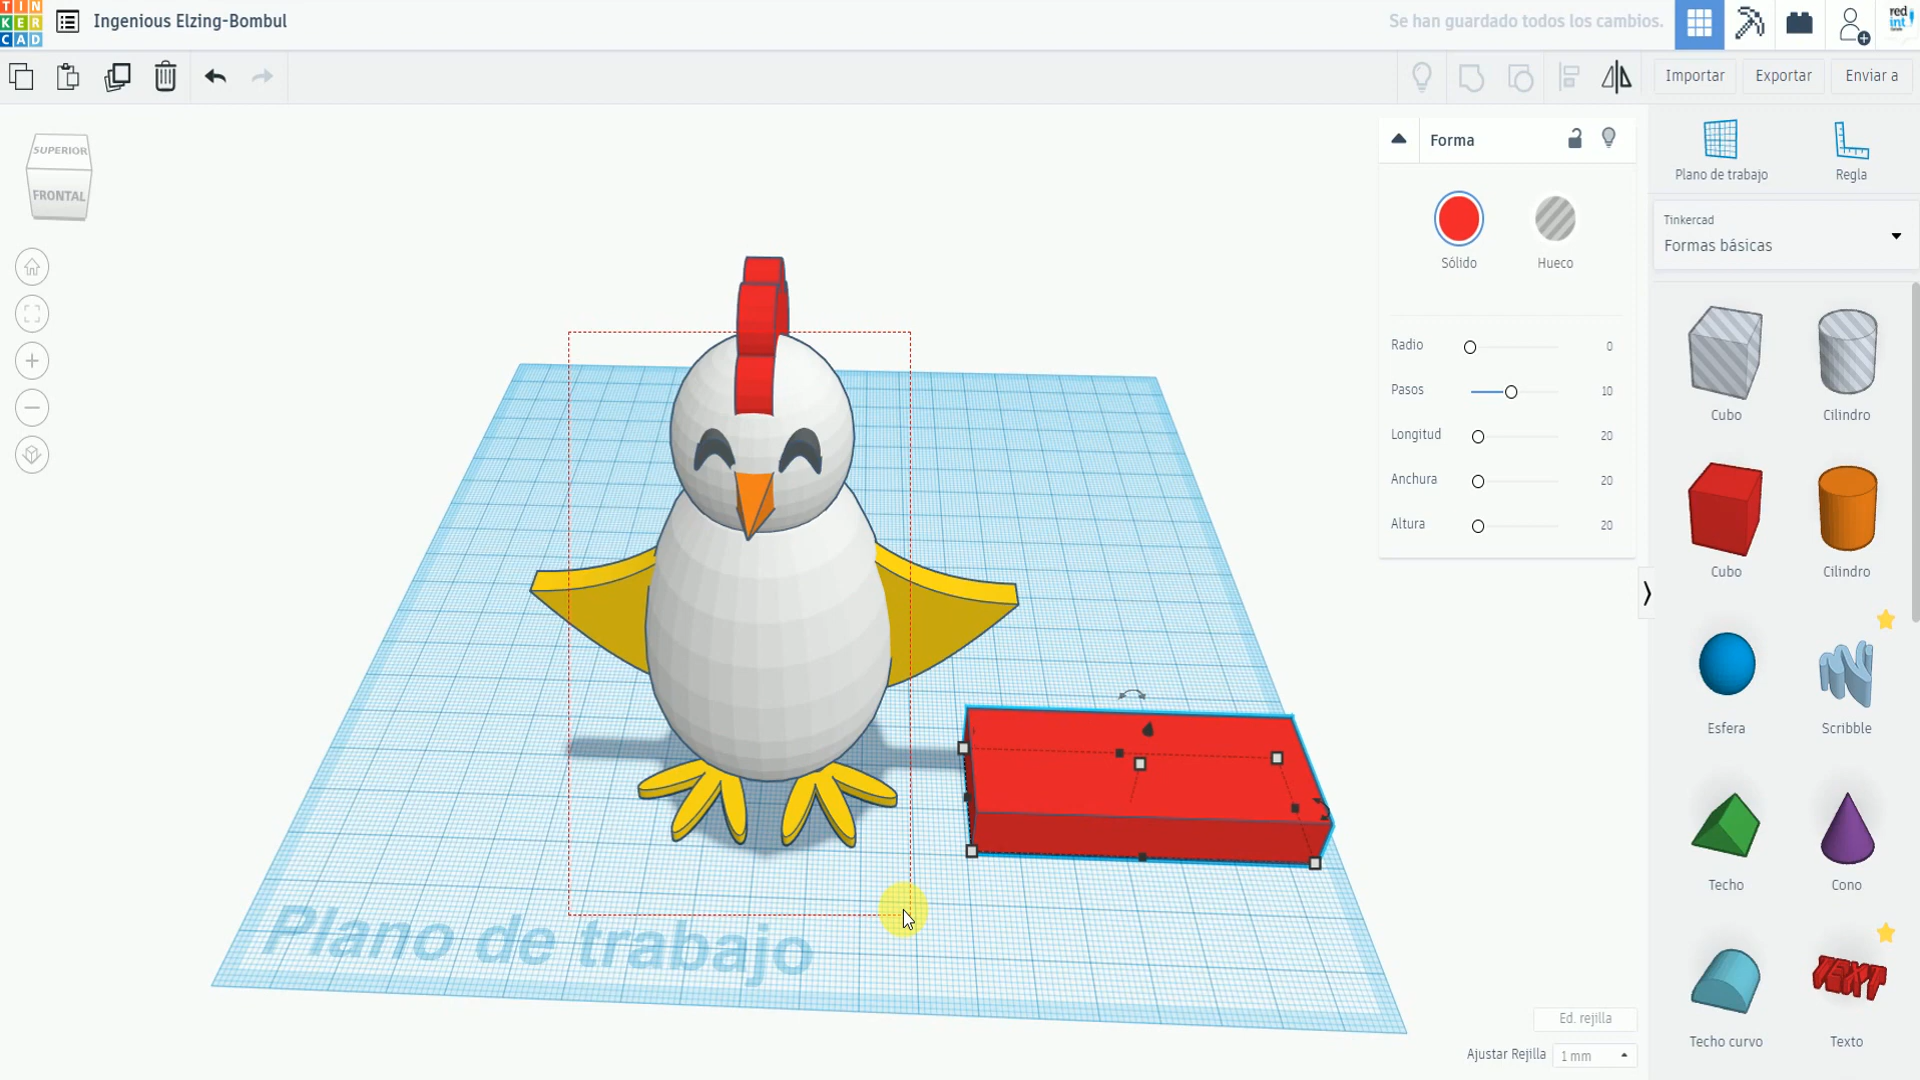 TIN
KER
CAD
Ingenious Elzing-Bombul
Se han guardado todos los cambios.
red
int
Importar
Exportar
Enviar a
SUPERIOR
FRONTAL
Forma
Sólido
Hueco
Radio 0
Pasos 10
Longitud 20
Anchura 20
Altura 20
Plano de trabajo
Regla
Tinkercad
Formas básicas
Cubo
Cilindro
Cubo
Cilindro
Esfera
Scribble
Techo
Cono
TEXT
Techo curvo
Texto
Plano de trabajo
Ed. rejilla
Ajustar Rejilla 1 mm